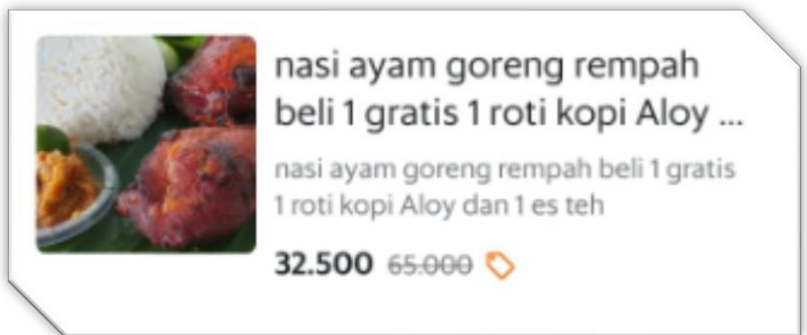 nasi ayam goreng rempah
beli 1 gratis 1 roti kopi Aloy ...
nasi ayam goreng rempah beli 1 gratis
1 roti kopi Aloy dan 1 es teh
32.500 65.000